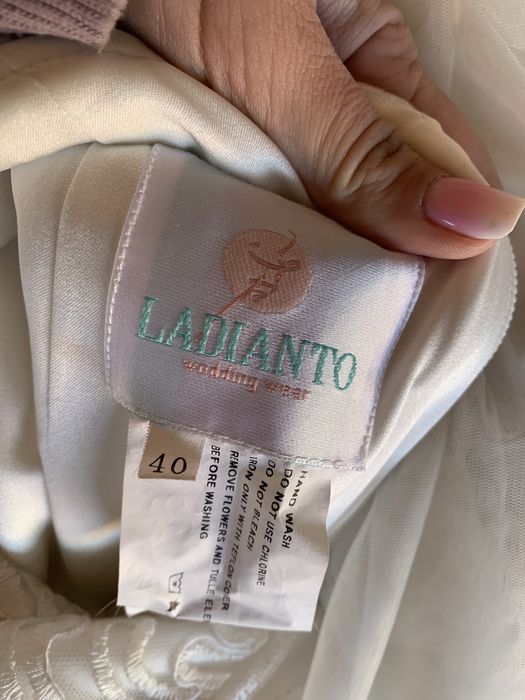 LADIANTO
wedding wear
40
HAND WASH
DO NOT USE CHLORINE
DO NOT BLEACH
IRON ONLY WITH TEFLON COER
REMOVE FLOWERS AND TULLE ELE
BEFORE WASHING